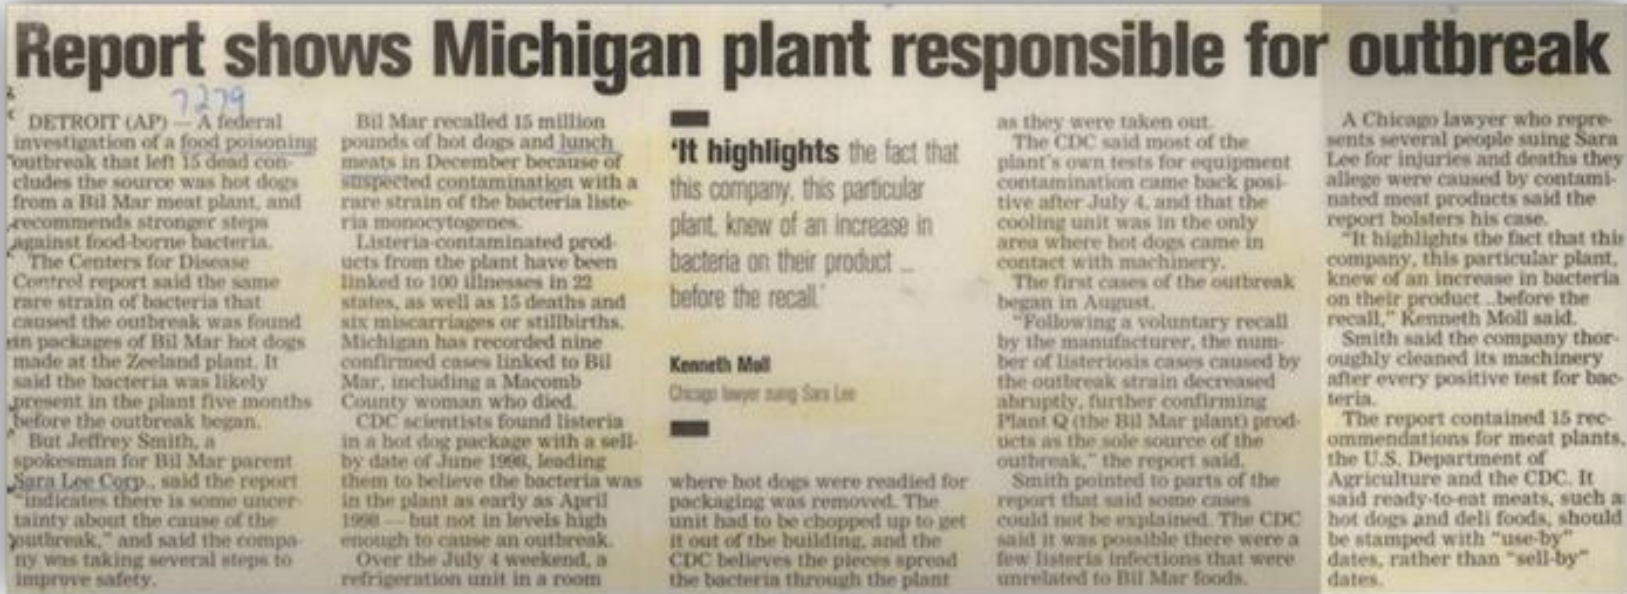 Report shows Michigan plant responsible for outbreak
7279
DETROIT (AP) — A federal
investigation of a food poisoning
outbreak that left 15 dead con-
cludes the source was hot dogs
from a Bil Mar meat plant, and
recommends stronger steps
against food-borne bacteria.
The Centers for Disease
Control report said the same
rare strain of bacteria that
caused the outbreak was found
in packages of Bil Mar hot dogs
made at the Zeeland plant. It
said the bacteria was likely
present in the plant five months
before the outbreak began.
But Jeffrey Smith, a
spokesman for Bil Mar parent
Sara Lee Corp., said the report
"indicates there is some uncer-
tainty about the cause of the
outbreak," and said the compa-
ny was taking several steps to
improve safety.
Bil Mar recalled 15 million
pounds of hot dogs and lunch
meats in December because of
suspected contamination with a
rare strain of the bacteria liste-
ria monocytogenes.
Listeria-contaminated prod-
ucts from the plant have been
linked to 100 illnesses in 22
states, as well as 15 deaths and
six miscarriages or stillbirths.
Michigan has recorded nine
confirmed cases linked to Bil
Mar, including a Macomb
County woman who died.
CDC scientists found listeria
in a hot dog package with a sell-
by date of June 1998, leading
them to believe the bacteria was
in the plant as early as April
1998 — but not in levels high
enough to cause an outbreak.
Over the July 4 weekend, a
refrigeration unit in a room
'It highlights the fact that
this company, this particular
plant, knew of an increase in
bacteria on their product ...
before the recall.'
Kenneth Moll
Chicago lawyer suing Sara Lee
where hot dogs were readied for
packaging was removed. The
unit had to be chopped up to get
it out of the building, and the
CDC believes the pieces spread
the bacteria through the plant
as they were taken out.
The CDC said most of the
plant's own tests for equipment
contamination came back posi-
tive after July 4, and that the
cooling unit was in the only
area where hot dogs came in
contact with machinery.
The first cases of the outbreak
began in August.
"Following a voluntary recall
by the manufacturer, the num-
ber of listeriosis cases caused by
the outbreak strain decreased
abruptly, further confirming
Plant Q (the Bil Mar plant) prod-
ucts as the sole source of the
outbreak," the report said.
Smith pointed to parts of the
report that said some cases
could not be explained. The CDC
said it was possible there were a
few listeria infections that were
unrelated to Bil Mar foods.
A Chicago lawyer who repre-
sents several people suing Sara
Lee for injuries and deaths they
allege were caused by contami-
nated meat products said the
report bolsters his case.
"It highlights the fact that this
company, this particular plant,
knew of an increase in bacteria
on their product ...before the
recall," Kenneth Moll said.
Smith said the company thor-
oughly cleaned its machinery
after every positive test for bac-
teria.
The report contained 15 rec-
ommendations for meat plants,
the U.S. Department of
Agriculture and the CDC. It
said ready-to-eat meats, such a
hot dogs and deli foods, should
be stamped with "use-by"
dates, rather than "sell-by"
dates.